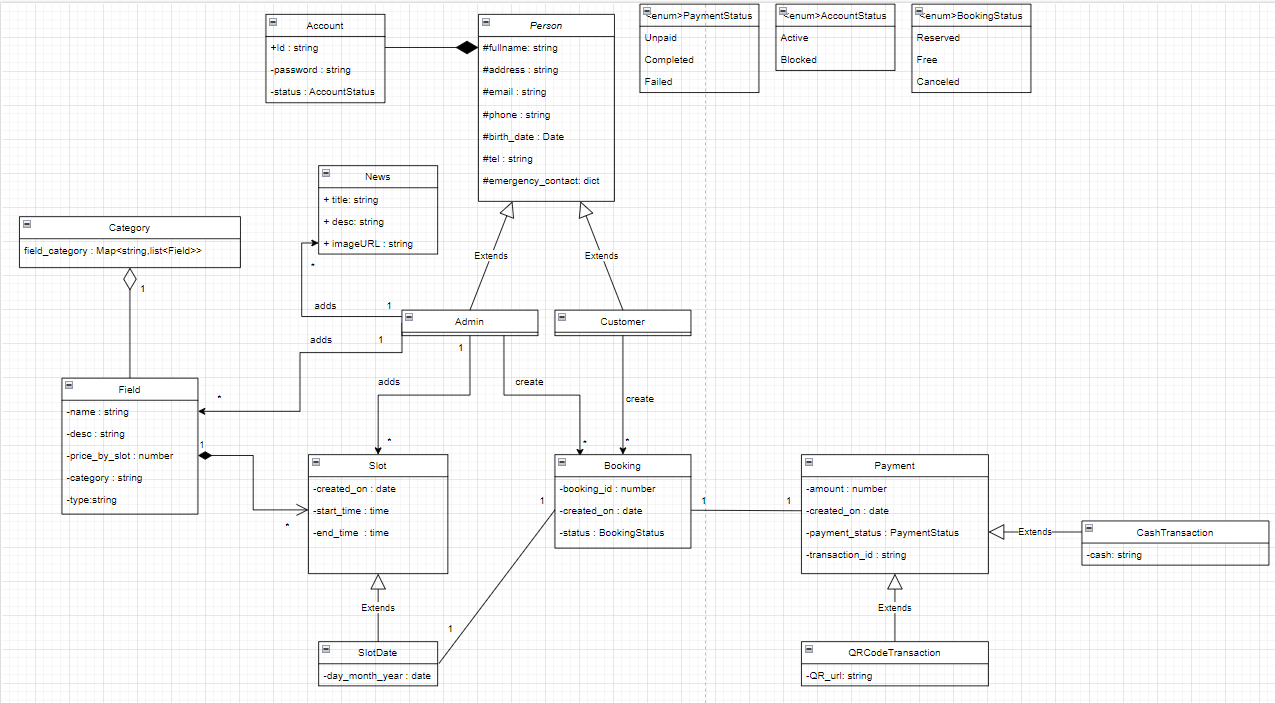 Account
+id : string
-password : string
-status : AccountStatus
Person
#fullname: string
#address : string
#email : string
#phone : string
#birth_date : Date
#tel : string
#emergency_contact: dict
<enum>PaymentStatus
Unpaid
Completed
Failed
<enum>AccountStatus
Active
Blocked
<enum>BookingStatus
Reserved
Free
Canceled
News
+ title: string
+ desc: string
+ imageURL : string
*
Category
field_category : Map<string,list<Field>>
1
Extends
Extends
adds
1
Admin
Customer
adds
1
1
adds
create
create
*
*
*
*
Field
-name : string
-desc : string
-price_by_slot : number
-category : string
-type:string
1
*
Slot
-created_on : date
-start_time : time
-end_time : time
Booking
-booking_id : number
-created_on : date
-status : BookingStatus
1
1
1
1
Payment
-amount : number
-created_on : date
-payment_status : PaymentStatus
-transaction_id : string
Extends
CashTransaction
-cash: string
Extends
SlotDate
-day_month_year : date
Extends
QRCodeTransaction
-QR_url: string